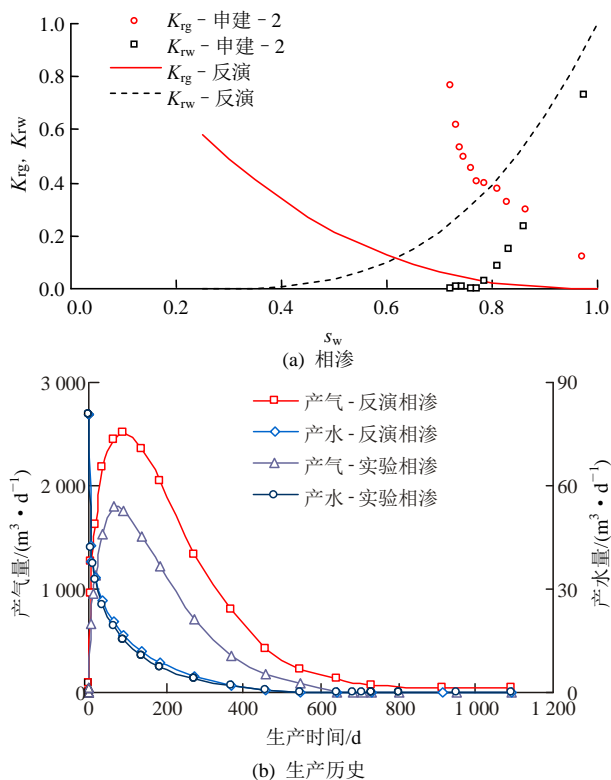 1.0
0.8
0.6
0.4
0.2
0.0
Krg, Krw
Krg - 申建 - 2
Krw - 申建 - 2
Krg - 反演
Krw - 反演
0.0 0.2 0.4 0.6 0.8 1.0
sw
(a) 相渗
3 000
2 000
1 000
0
产气量/(m³·d⁻¹)
产气 - 反演相渗
产水 - 反演相渗
产气 - 实验相渗
产水 - 实验相渗
90
60
30
0
产水量/(m³·d⁻¹)
0 200 400 600 800 1 000 1 200
生产时间/d
(b) 生产历史